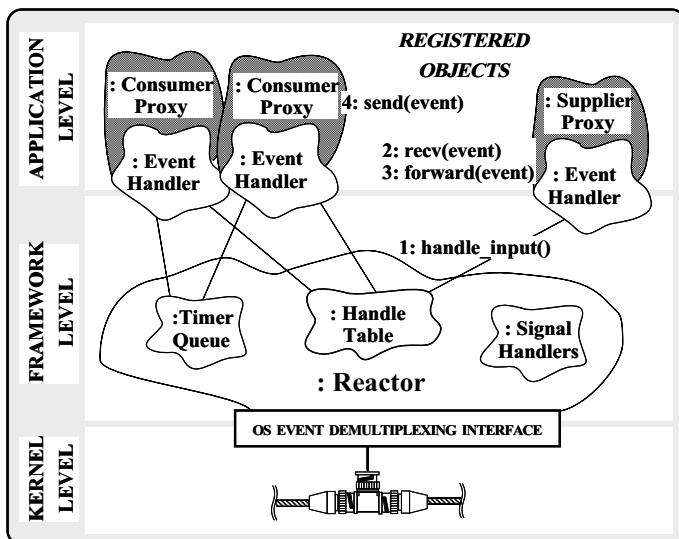 APPLICATION
LEVEL
REGISTERED
OBJECTS
: Consumer
Proxy
: Consumer
Proxy
4: send(event)
: Supplier
Proxy
: Event
Handler
: Event
Handler
2: recv(event)
3: forward(event)
: Event
Handler
FRAMEWORK
LEVEL
1: handle_input()
:Timer
Queue
: Handle
Table
: Signal
Handlers
: Reactor
OS EVENT DEMULTIPLEXING INTERFACE
KERNEL
LEVEL